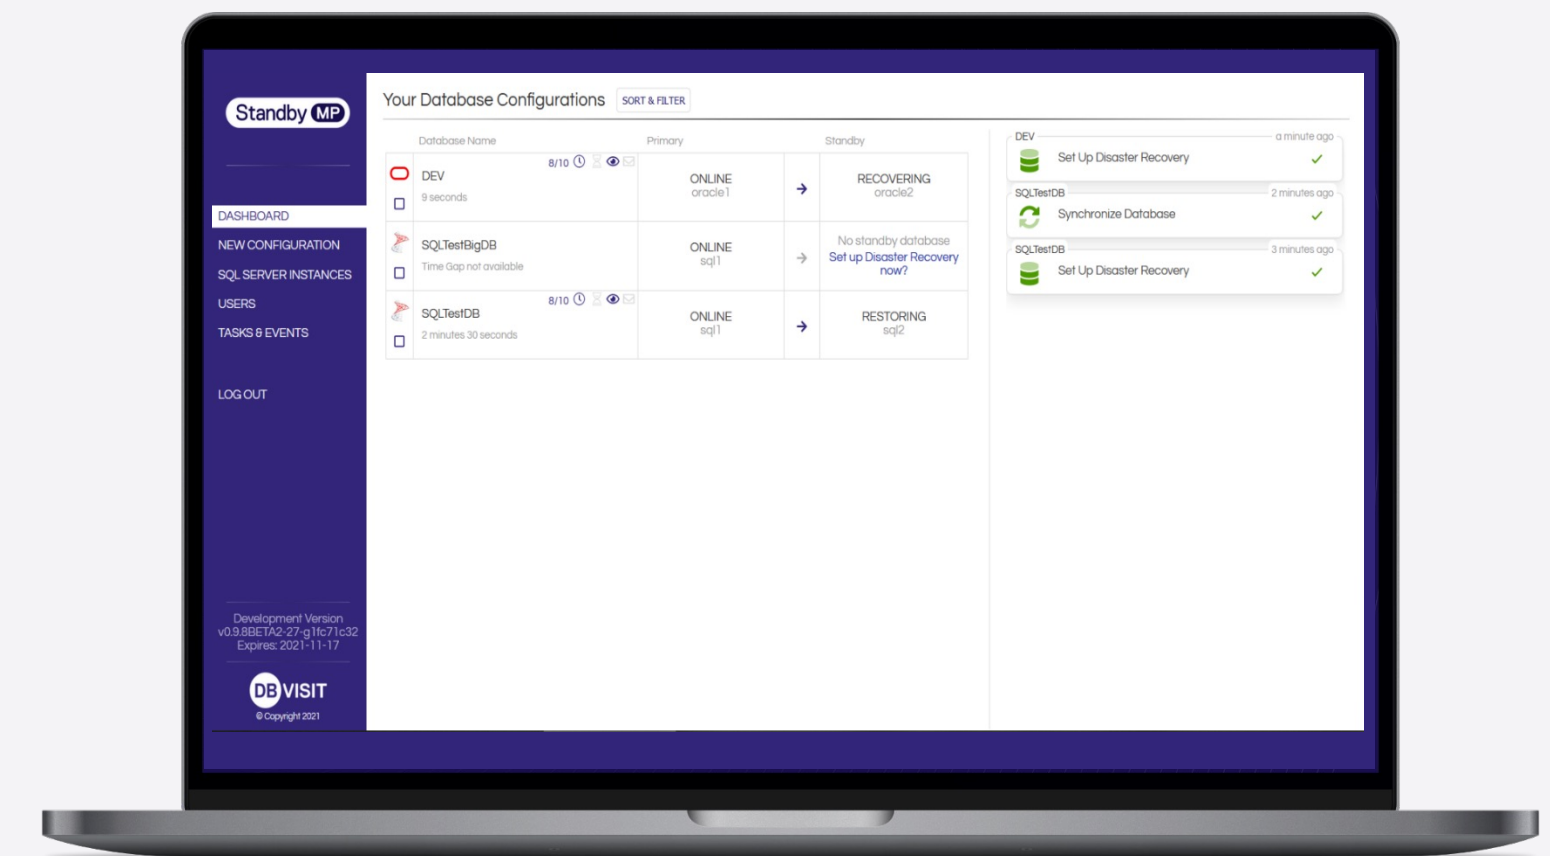 Standby MP
DASHBOARD
NEW CONFIGURATION
SQL SERVER INSTANCES
USERS
TASKS & EVENTS
LOG OUT
Development Version
v0.9.8BETA2-27-g1fc71c32
Expires: 2021-11-17
DBVISIT
© Copyright 2021
Your Database Configurations SORT & FILTER
Database Name Primary Standby
DEV 8/10 ONLINE RECOVERING
9 seconds oracle1 oracle2
SQLTestBigDB ONLINE No standby database
Time Gap not available sql1 Set up Disaster Recovery
now?
SQLTestDB 8/10 ONLINE RESTORING
2 minutes 30 seconds sql1 sql2
DEV a minute ago
Set Up Disaster Recovery
SQLTestDB 2 minutes ago
Synchronize Database
SQLTestDB 3 minutes ago
Set Up Disaster Recovery